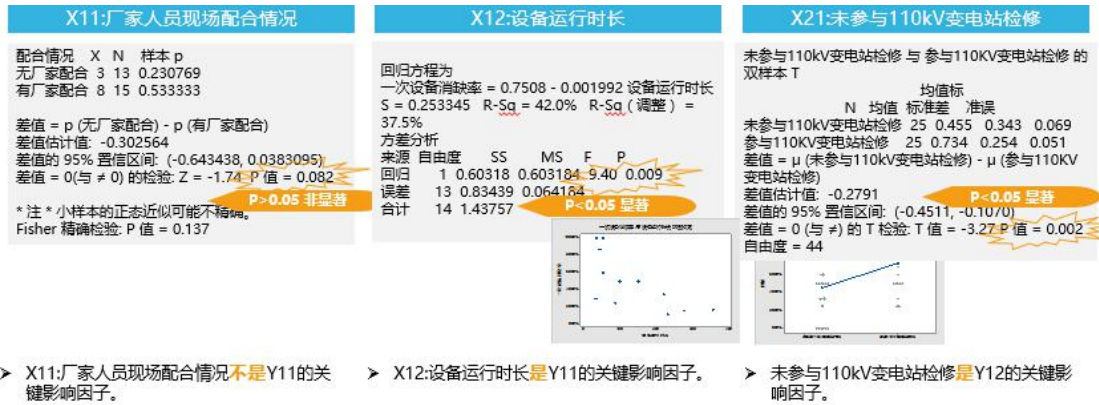 X11:厂家人员现场配合情况
配合情况 X N 样本 p
无厂家配合 3 13 0.230769
有厂家配合 8 15 0.533333
差值 = p (无厂家配合) - p (有厂家配合)
差值估计值: -0.302564
差值的 95% 置信区间: (-0.643438, 0.0383095)
差值 = 0(与 ≠ 0) 的检验: Z = -1.74 P 值 = 0.082
P>0.05 非显著
* 注 * 小样本的正态近似可能不精确。
Fisher 精确检验: P 值 = 0.137
➢ X11:厂家人员现场配合情况不是Y11的关
键影响因子。
X12:设备运行时长
回归方程为
一次设备消缺率 = 0.7508 - 0.001992 设备运行时长
S = 0.253345 R-Sq = 42.0% R-Sq(调整) =
37.5%
方差分析
来源 自由度 SS MS F P
回归 1 0.60318 0.603184 9.40 0.009
误差 13 0.83439 0.064184
合计 14 1.43757
P<0.05 显著
➢ X12:设备运行时长是Y11的关键影响因子。
X21:未参与110kV变电站检修
未参与110kV变电站检修 与 参与110KV变电站检修 的
双样本 T
均值标
N 均值 标准差 准误
未参与110kV变电站检修 25 0.455 0.343 0.069
参与110KV变电站检修 25 0.734 0.254 0.051
差值 = μ (未参与110kV变电站检修) - μ (参与110KV
变电站检修)
差值估计值: -0.2791
P<0.05 显著
差值的 95% 置信区间: (-0.4511, -0.1070)
差值 = 0 (与 ≠) 的 T 检验: T 值 = -3.27 P 值 = 0.002
自由度 = 44
➢ 未参与110kV变电站检修是Y12的关键影
响因子。